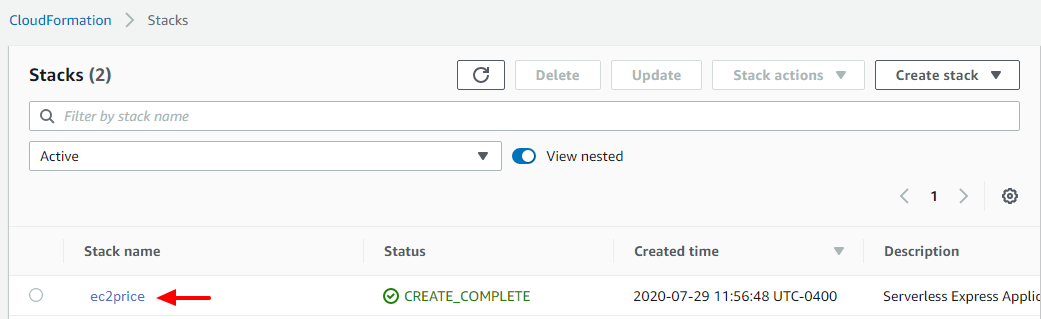 CloudFormation > Stacks
Stacks (2)
Delete
Update
Stack actions
Create stack
Filter by stack name
Active
View nested
1
Stack name Status Created time Description
ec2price CREATE_COMPLETE 2020-07-29 11:56:48 UTC-0400 Serverless Express Applic